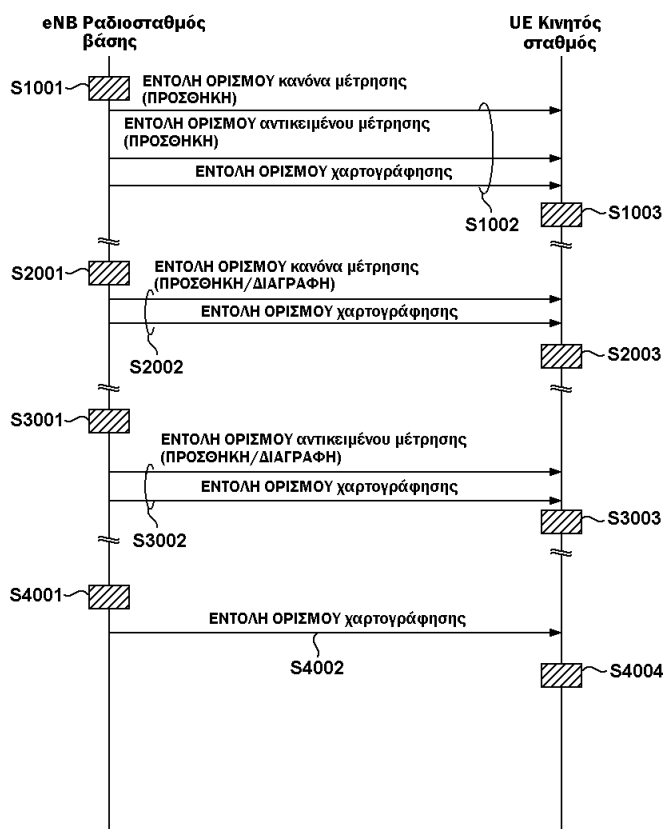 eNB Ραδιοσταθμός
βάσης
UE Κινητός
σταθμός
S1001
ΕΝΤΟΛΗ ΟΡΙΣΜΟΥ κανόνα μέτρησης
(ΠΡΟΣΘΗΚΗ)
ΕΝΤΟΛΗ ΟΡΙΣΜΟΥ αντικειμένου μέτρησης
(ΠΡΟΣΘΗΚΗ)
ΕΝΤΟΛΗ ΟΡΙΣΜΟΥ χαρτογράφησης
S1002
S1003
S2001
ΕΝΤΟΛΗ ΟΡΙΣΜΟΥ κανόνα μέτρησης
(ΠΡΟΣΘΗΚΗ/ΔΙΑΓΡΑΦΗ)
ΕΝΤΟΛΗ ΟΡΙΣΜΟΥ χαρτογράφησης
S2002
S2003
S3001
ΕΝΤΟΛΗ ΟΡΙΣΜΟΥ αντικειμένου μέτρησης
(ΠΡΟΣΘΗΚΗ/ΔΙΑΓΡΑΦΗ)
ΕΝΤΟΛΗ ΟΡΙΣΜΟΥ χαρτογράφησης
S3002
S3003
S4001
ΕΝΤΟΛΗ ΟΡΙΣΜΟΥ χαρτογράφησης
S4002
S4004